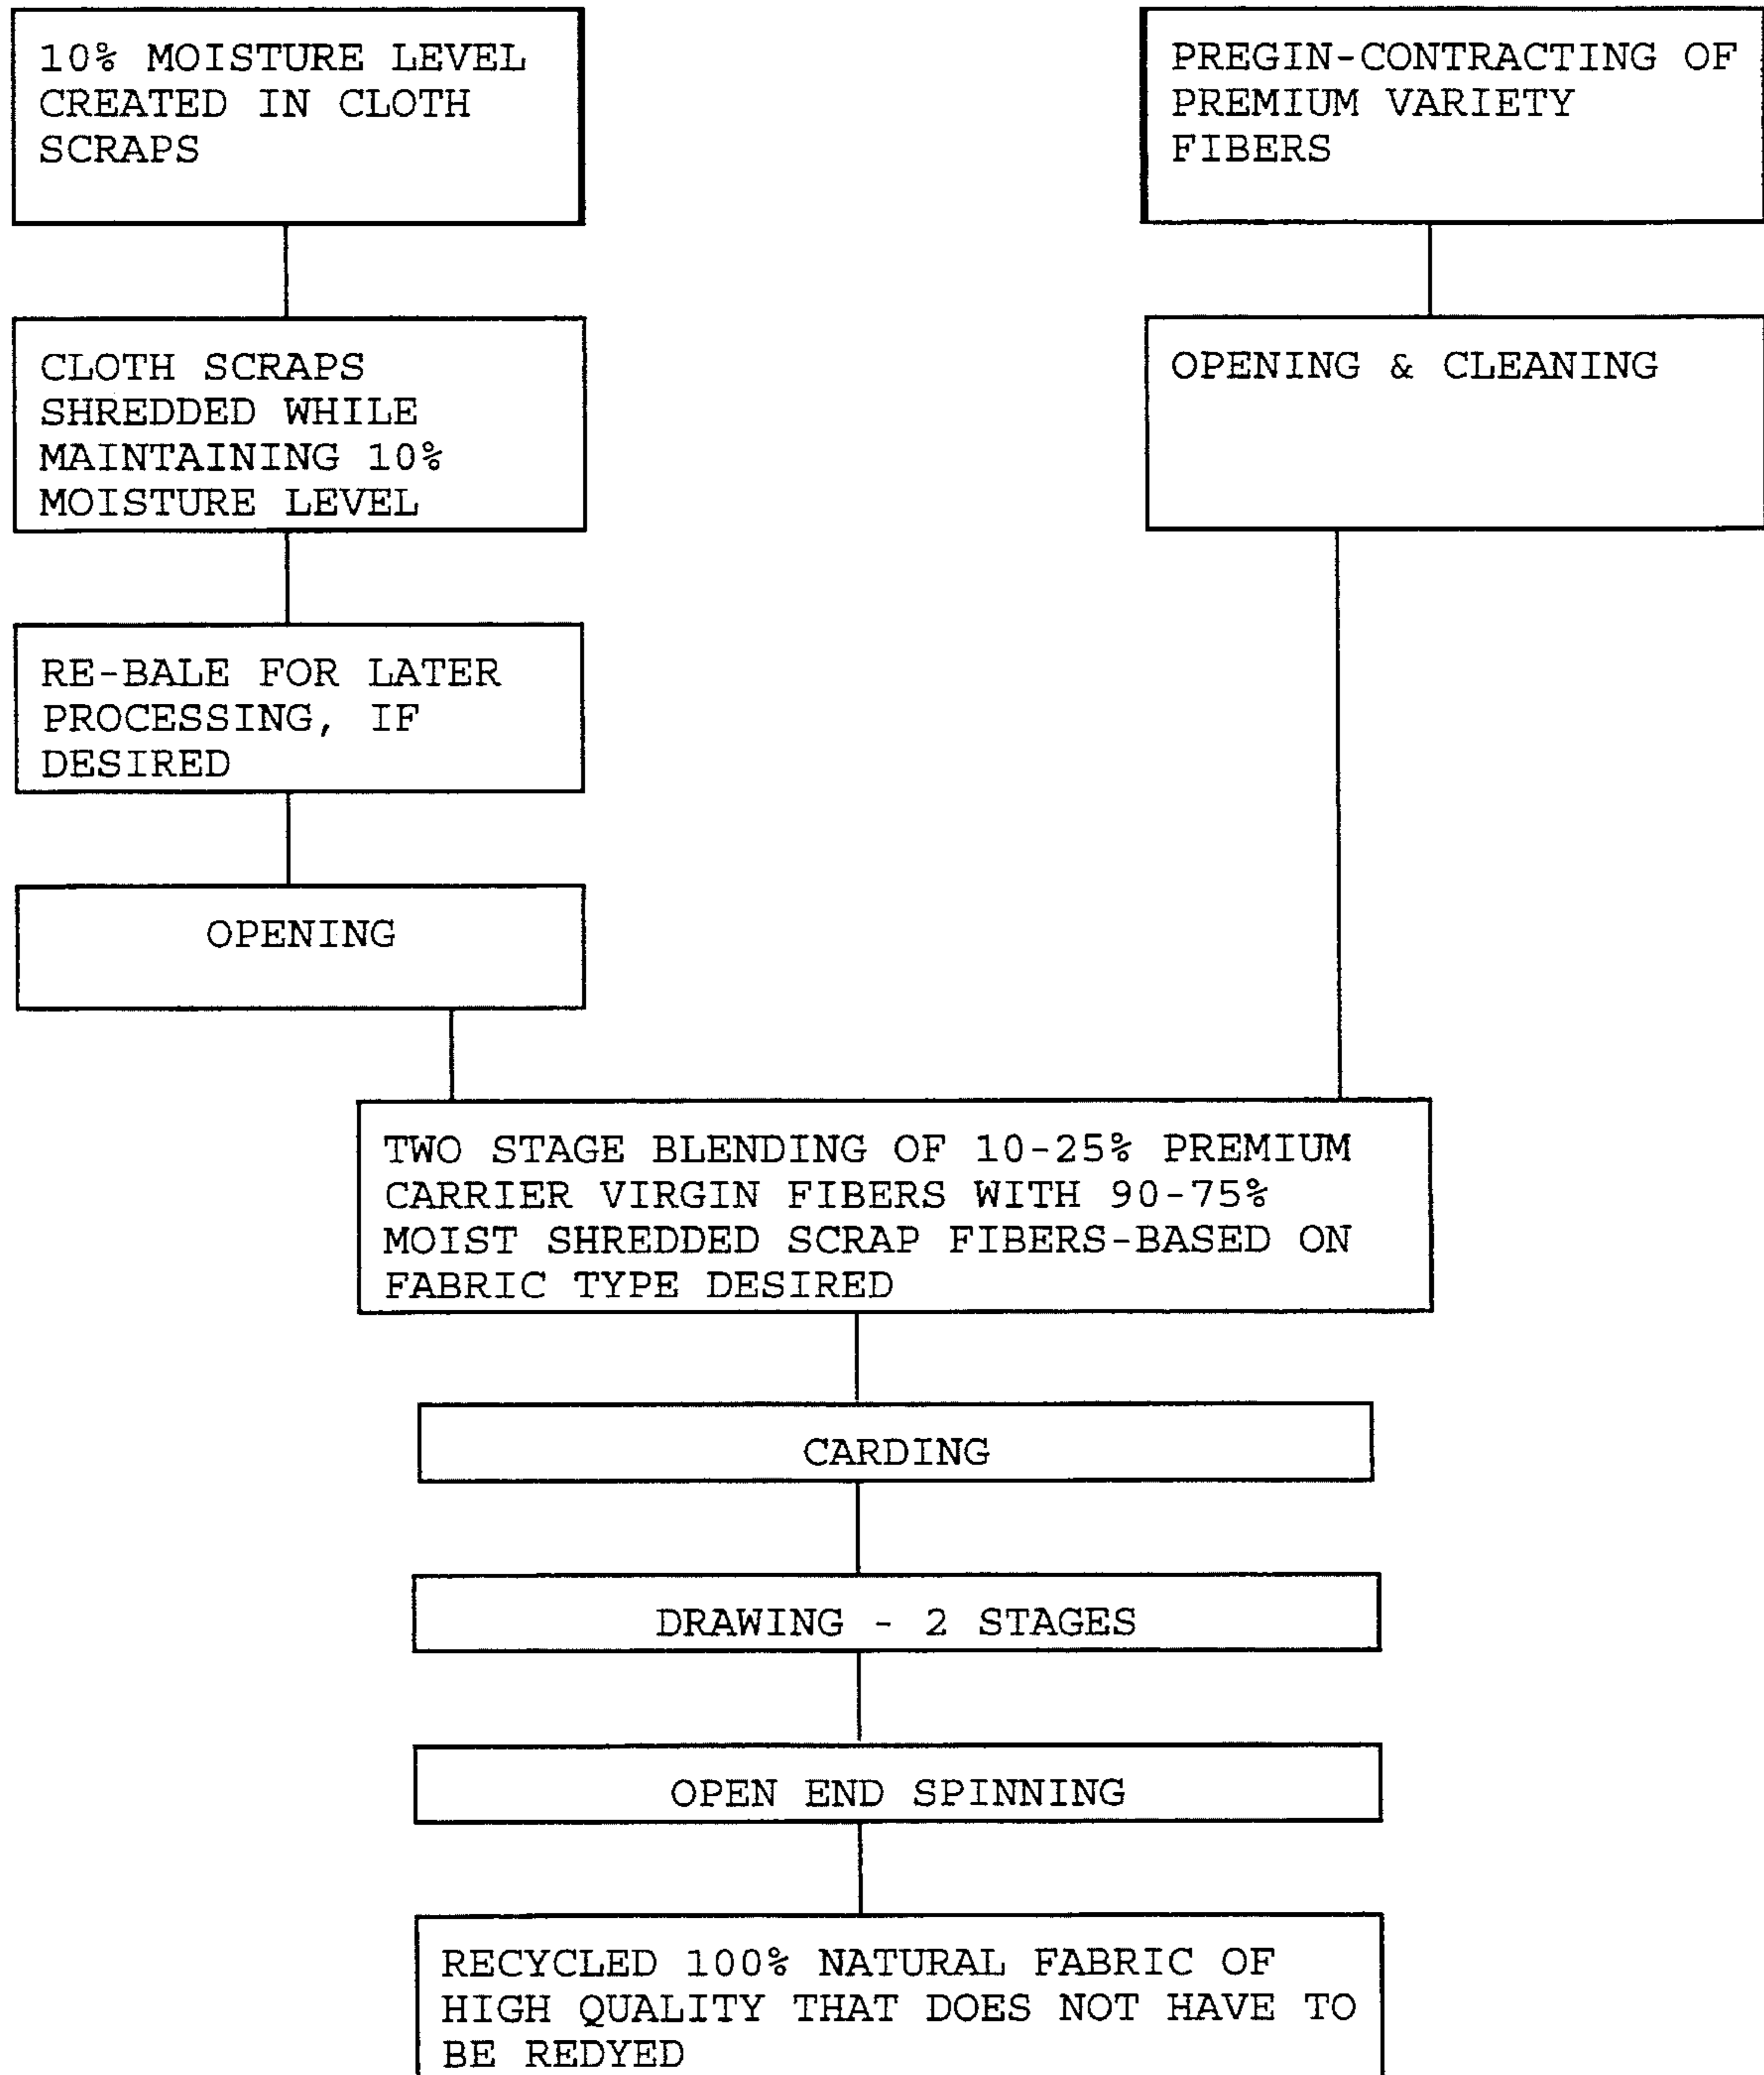 10% MOISTURE LEVEL
CREATED IN CLOTH
SCRAPS
PREGIN-CONTRACTING OF
PREMIUM VARIETY
FIBERS
CLOTH SCRAPS
SHREDDED WHILE
MAINTAINING 10%
MOISTURE LEVEL
OPENING & CLEANING
RE-BALE FOR LATER
PROCESSING, IF
DESIRED
OPENING
TWO STAGE BLENDING OF 10-25% PREMIUM
CARRIER VIRGIN FIBERS WITH 90-75%
MOIST SHREDDED SCRAP FIBERS-BASED ON
FABRIC TYPE DESIRED
CARDING
DRAWING - 2 STAGES
OPEN END SPINNING
RECYCLED 100% NATURAL FABRIC OF
HIGH QUALITY THAT DOES NOT HAVE TO
BE REDYED